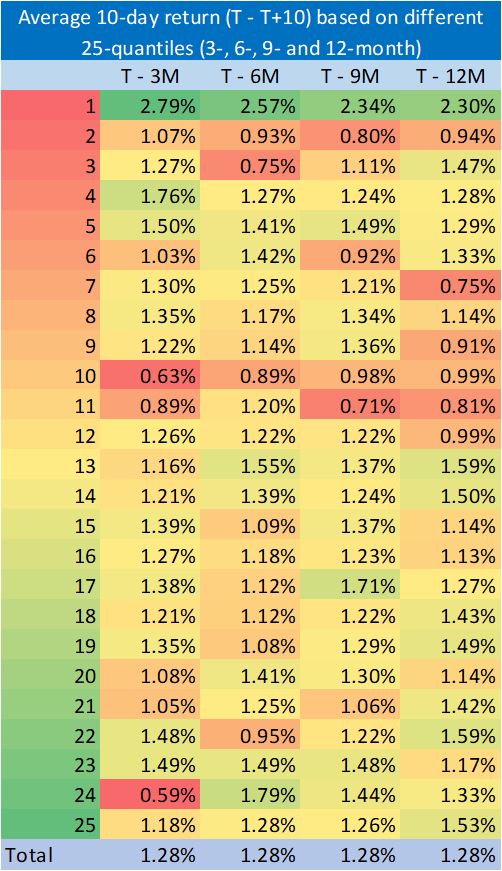 Average 10-day return (T - T+10) based on different
25-quantiles (3-, 6-, 9- and 12-month)
T - 3M T - 6M T - 9M T - 12M
1 2.79% 2.57% 2.34% 2.30%
2 1.07% 0.93% 0.80% 0.94%
3 1.27% 0.75% 1.11% 1.47%
4 1.76% 1.27% 1.24% 1.28%
5 1.50% 1.41% 1.49% 1.29%
6 1.03% 1.42% 0.92% 1.33%
7 1.30% 1.25% 1.21% 0.75%
8 1.35% 1.17% 1.34% 1.14%
9 1.22% 1.14% 1.36% 0.91%
10 0.63% 0.89% 0.98% 0.99%
11 0.89% 1.20% 0.71% 0.81%
12 1.26% 1.22% 1.22% 0.99%
13 1.16% 1.55% 1.37% 1.59%
14 1.21% 1.39% 1.24% 1.50%
15 1.39% 1.09% 1.37% 1.14%
16 1.27% 1.18% 1.23% 1.13%
17 1.38% 1.12% 1.71% 1.27%
18 1.21% 1.12% 1.22% 1.43%
19 1.35% 1.08% 1.29% 1.49%
20 1.08% 1.41% 1.30% 1.14%
21 1.05% 1.25% 1.06% 1.42%
22 1.48% 0.95% 1.22% 1.59%
23 1.49% 1.49% 1.48% 1.17%
24 0.59% 1.79% 1.44% 1.33%
25 1.18% 1.28% 1.26% 1.53%
Total 1.28% 1.28% 1.28% 1.28%